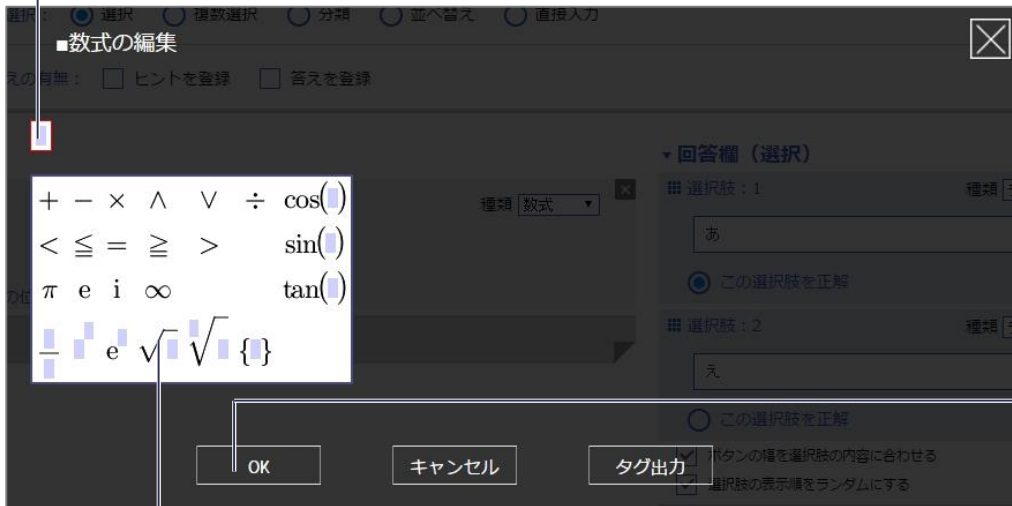 選択： 選択 複数選択 分類 並べ替え 直接入力
■数式の編集
えの有無： ヒントを登録 答えを登録
回答欄（選択）
選択肢：1 種類
種類 数式
あ
この選択肢を正解
+ − × ∧ ∨ ÷ cos()
< ≦ = ≧ > sin()
π e i ∞ tan()
e √ √ {}
の位
選択肢：2 種類
え
この選択肢を正解
OK キャンセル タグ出力
ボタンの幅を選択肢の内容に合わせる
選択肢の表示順をランダムにする